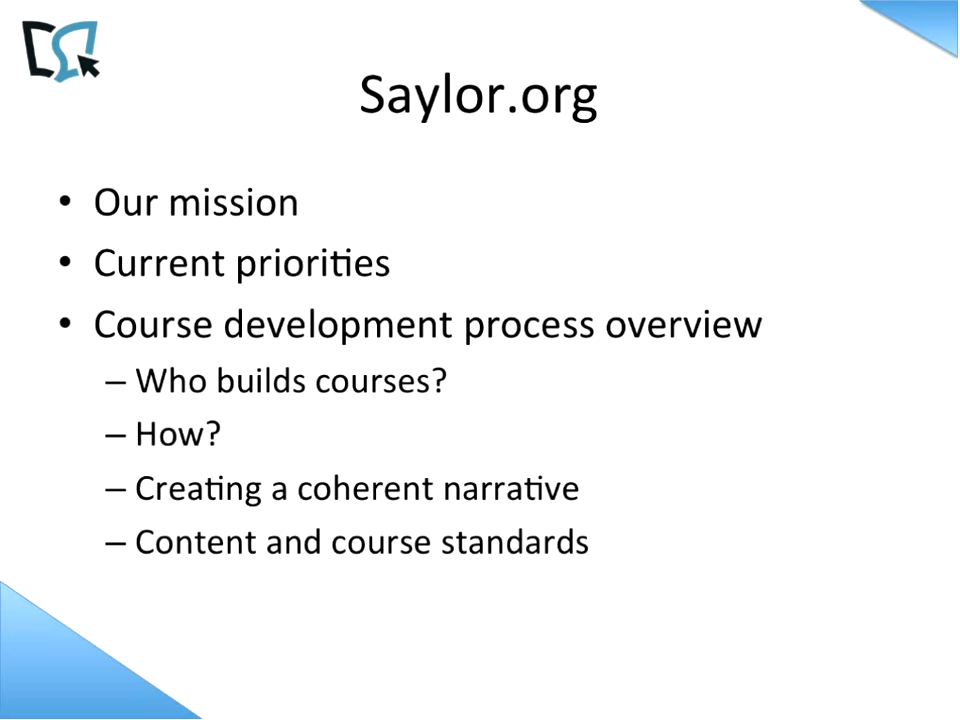 Saylor.org
• Our mission
• Current priorities
• Course development process overview
– Who builds courses?
– How?
– Creating a coherent narrative
– Content and course standards